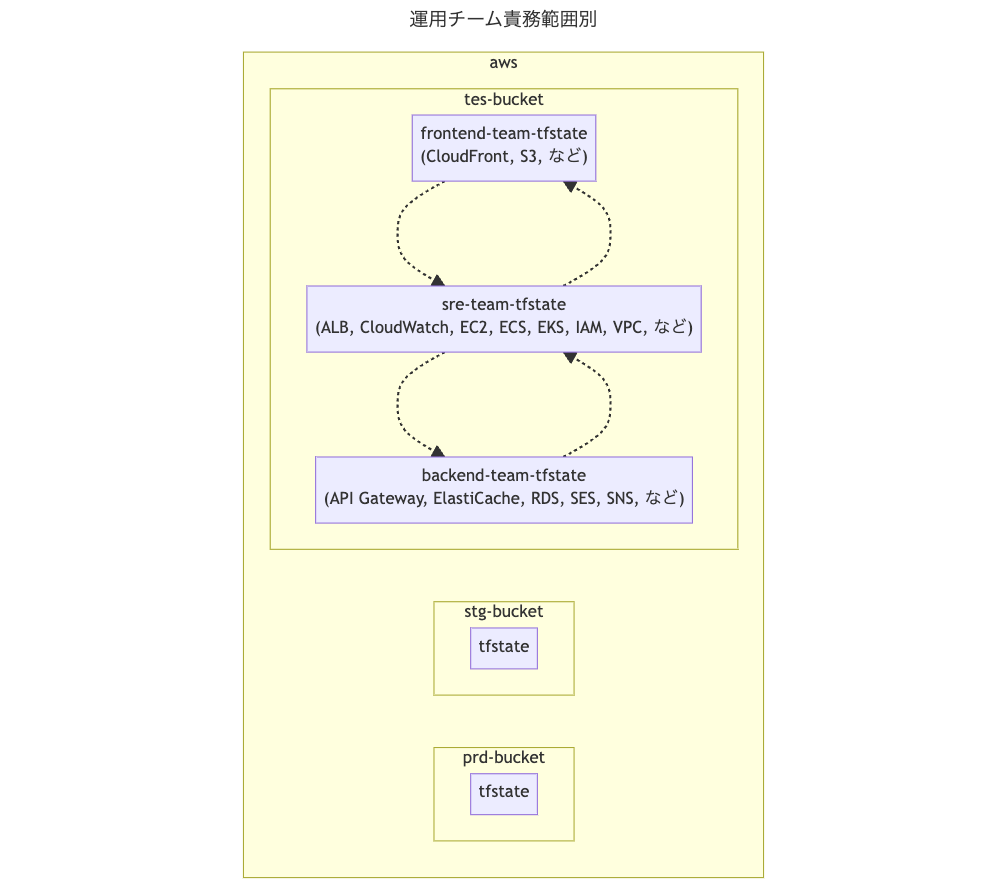 運用チーム責務範囲別
aws
tes-bucket
frontend-team-tfstate
(CloudFront, S3, など)
sre-team-tfstate
(ALB, CloudWatch, EC2, ECS, EKS, IAM, VPC, など)
backend-team-tfstate
(API Gateway, ElastiCache, RDS, SES, SNS, など)
stg-bucket
tfstate
prd-bucket
tfstate